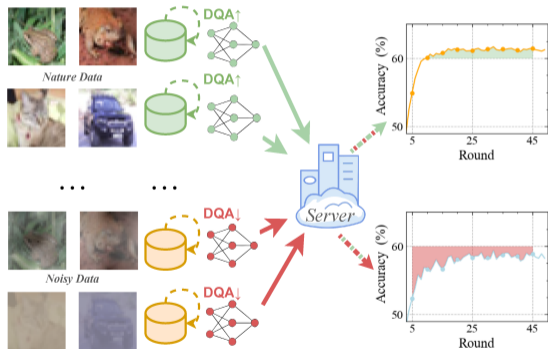 DQA↑
Nature Data
DQA↑
Accuracy (%)
60
50
5
25
45
Round
...
...
Server
DQA↓
Noisy Data
DQA↓
Accuracy (%)
60
50
5
25
45
Round